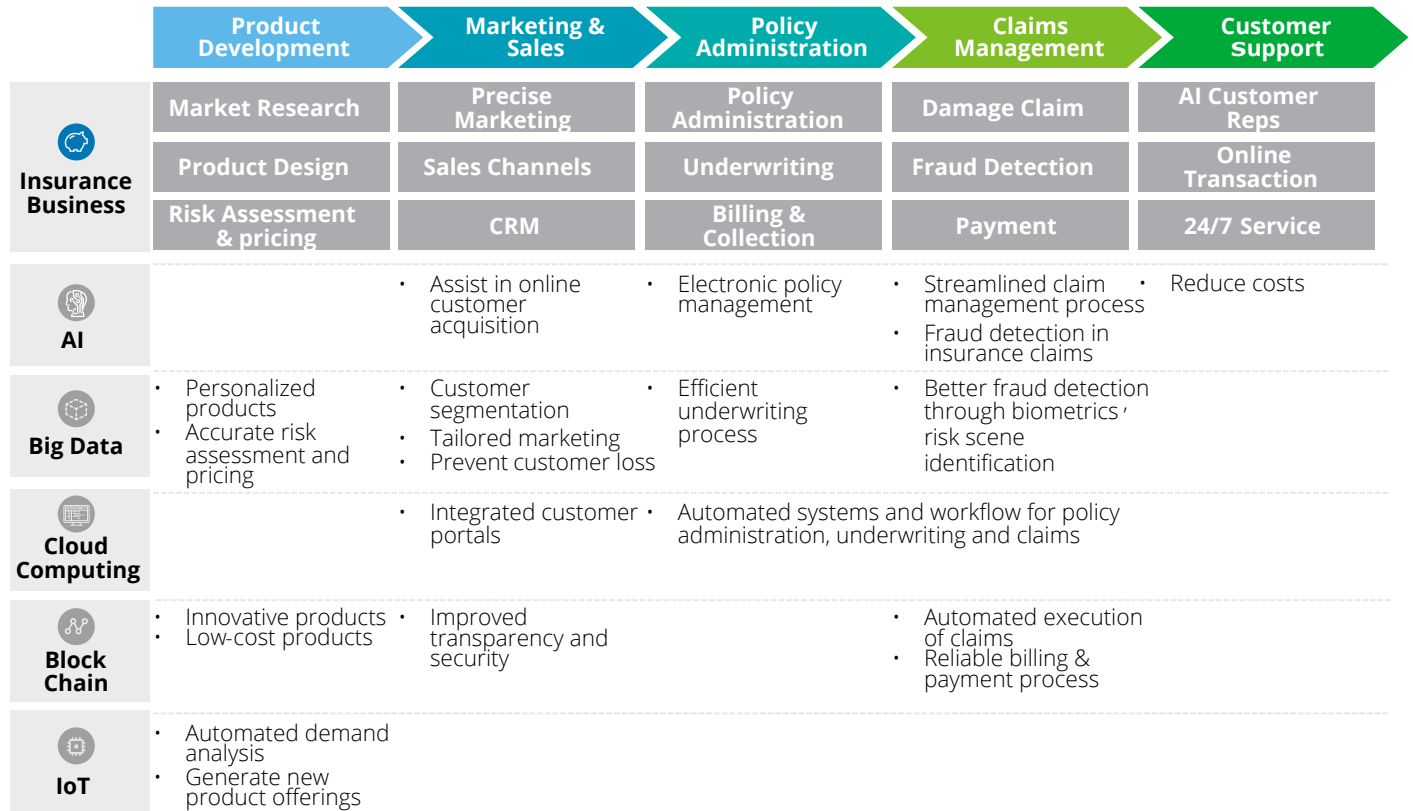 Product
Development
Marketing &
Sales
Policy
Administration
Claims
Management
Customer
Support
Insurance
Business
Market Research
Precise
Marketing
Policy
Administration
Damage Claim
AI Customer
Reps
Product Design
Sales Channels
Underwriting
Fraud Detection
Online
Transaction
Risk Assessment
& pricing
CRM
Billing &
Collection
Payment
24/7 Service
AI
• Assist in online
customer
acquisition
• Electronic policy
management
• Streamlined claim
management process
• Fraud detection in
insurance claims
• Reduce costs
Big Data
• Personalized
products
• Accurate risk
assessment and
pricing
• Customer
segmentation
• Tailored marketing
• Prevent customer loss
• Efficient
underwriting
process
• Better fraud detection
through biometrics,
risk scene
identification
Cloud
Computing
• Integrated customer
portals
• Automated systems and workflow for policy
administration, underwriting and claims
Block
Chain
• Innovative products
• Low-cost products
• Improved
transparency and
security
• Automated execution
of claims
• Reliable billing &
payment process
IoT
• Automated demand
analysis
• Generate new
product offerings